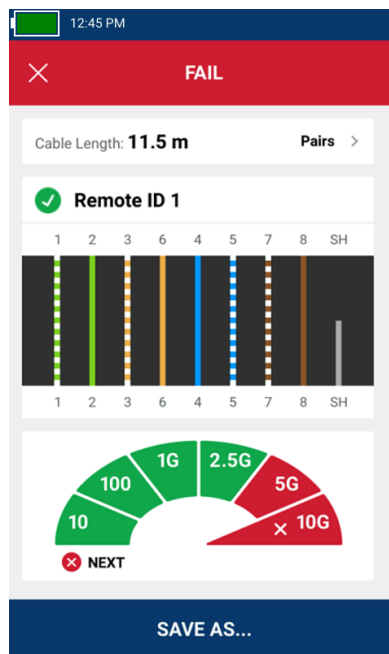 12:45 PM
FAIL
Cable Length: 11.5 m Pairs
Remote ID 1
1 2 3 6 4 5 7 8 SH
1 2 3 6 4 5 7 8 SH
10 100 1G 2.5G 5G 10G
NEXT
SAVE AS...